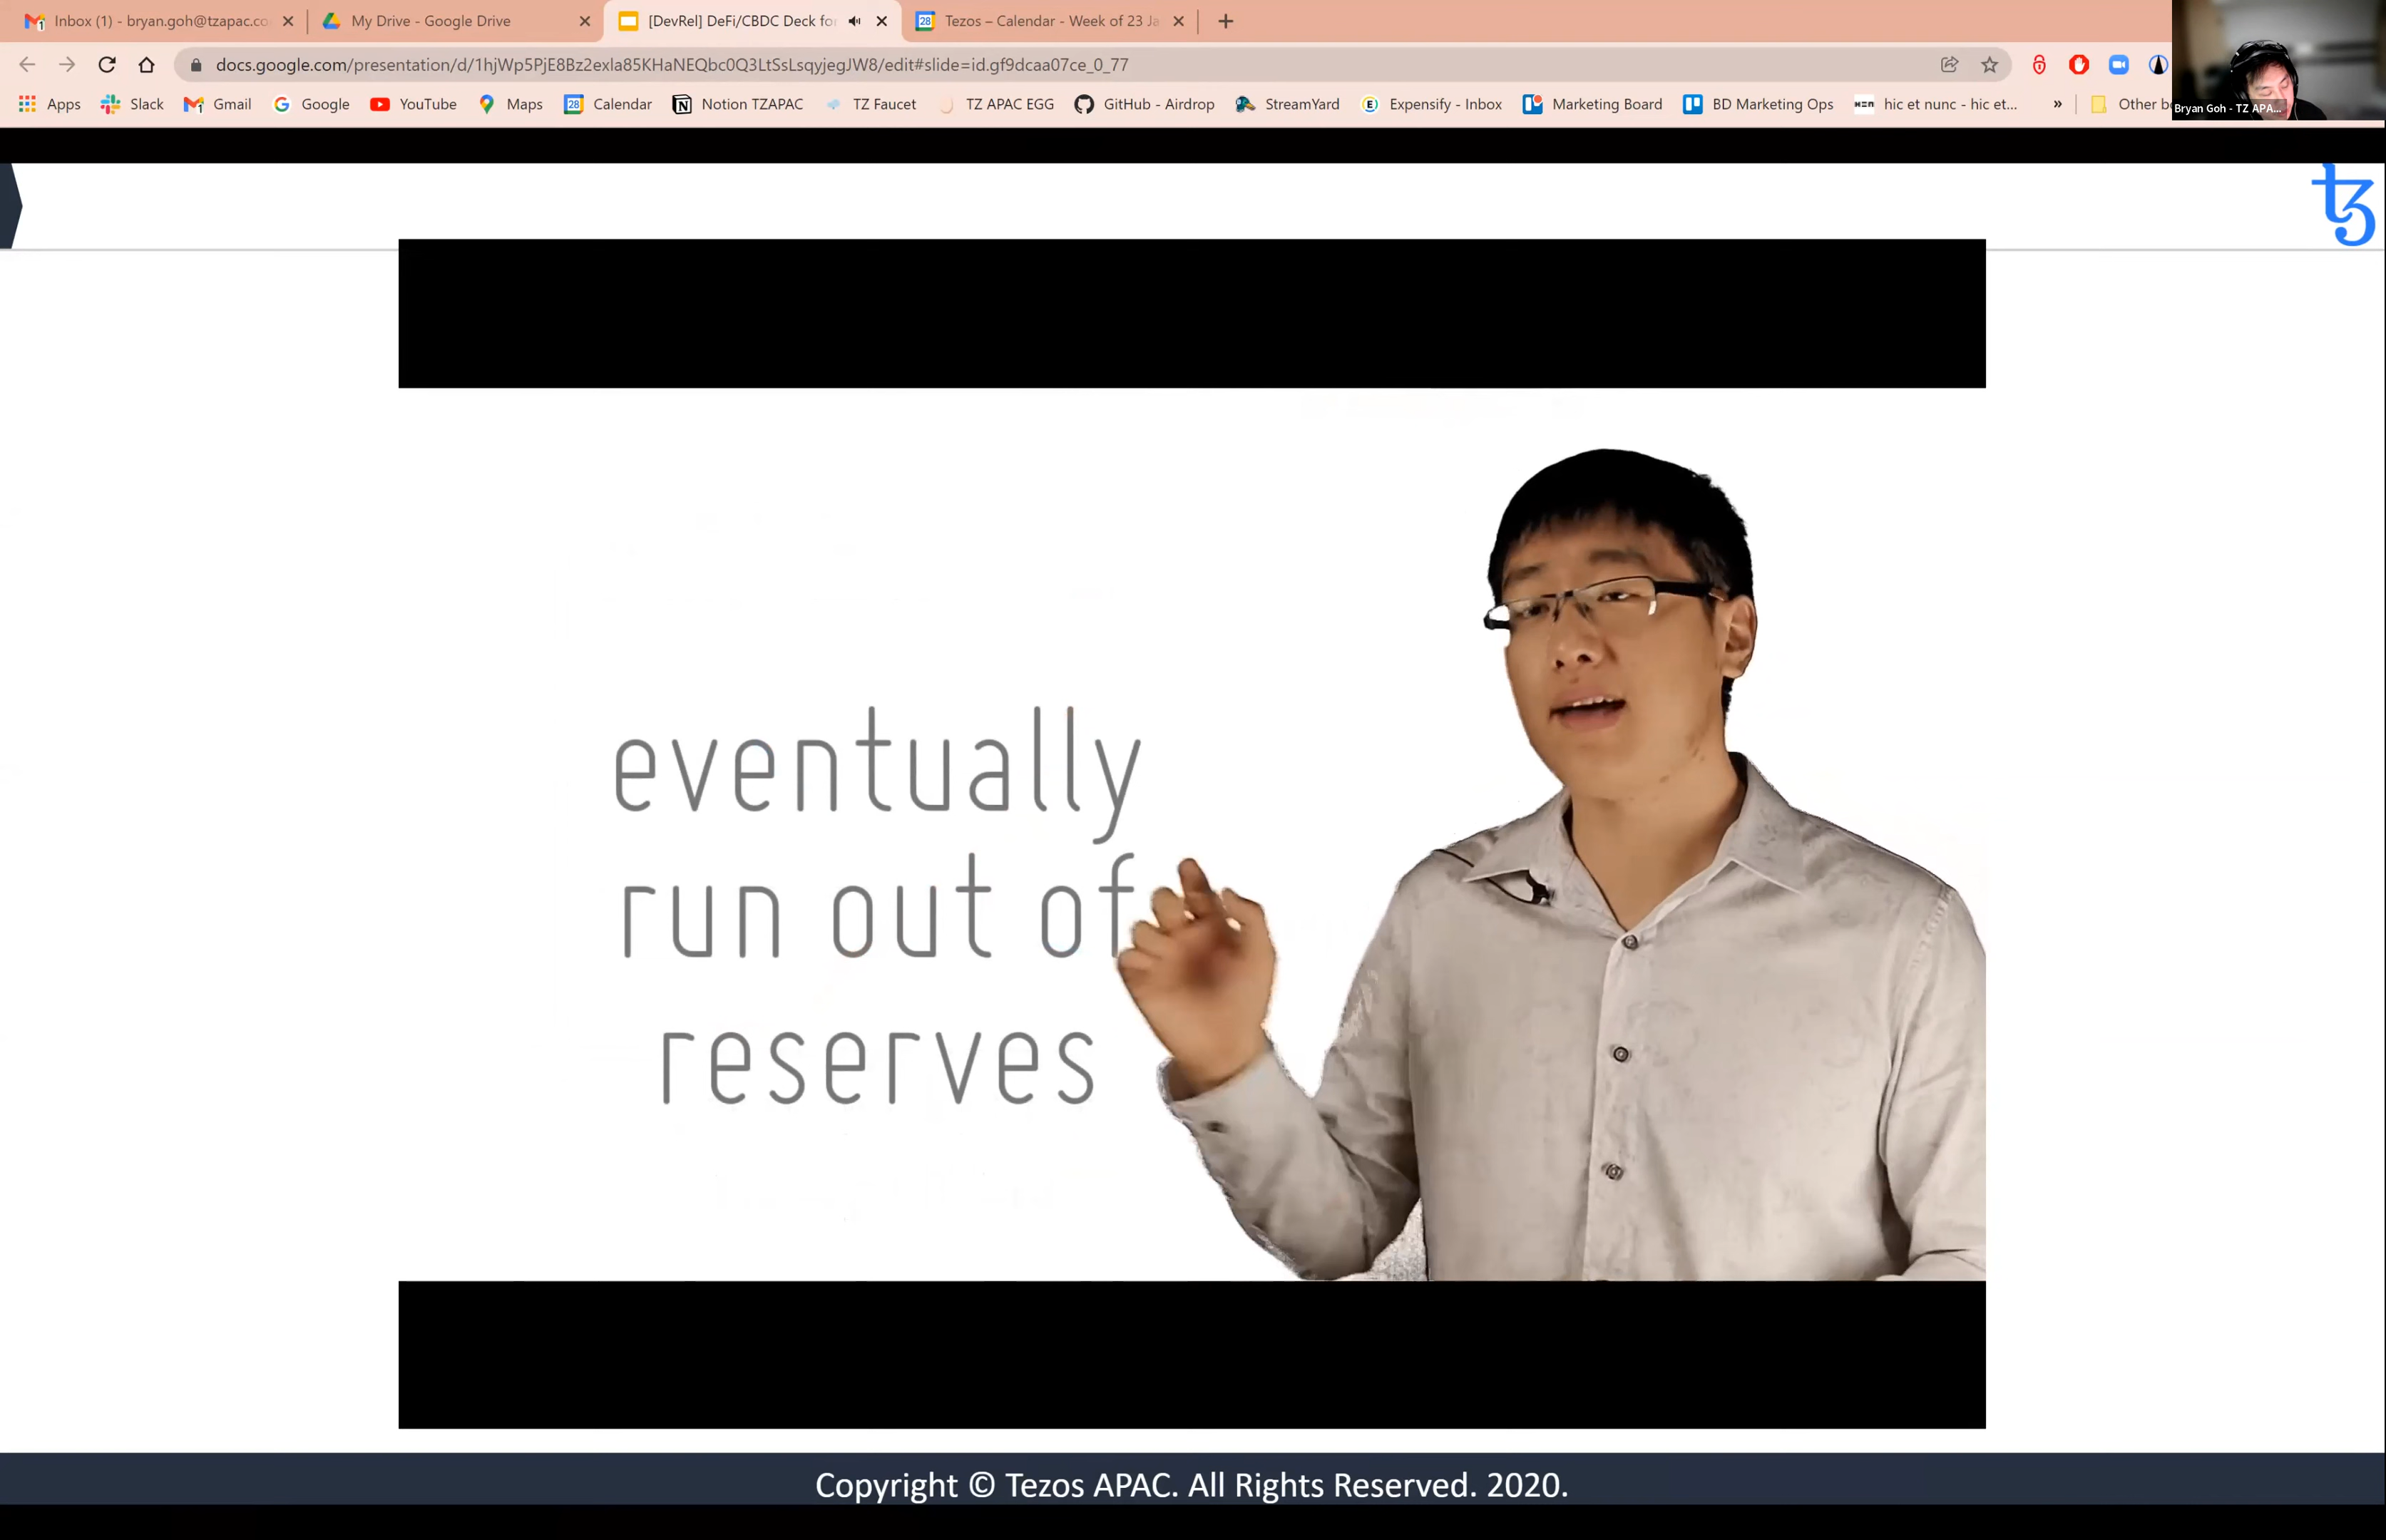 Inbox (1) - bryan.goh@tzapac.co
My Drive - Google Drive
[DevRel] DeFi/CBDC Deck for
Tezos – Calendar - Week of 23 Ja
docs.google.com/presentation/d/1hjWp5PjE8Bz2exla85KHaNEQbc0Q3LtSsLsqyjegJW8/edit#slide=id.gf9dcaa07ce_0_77
Apps Slack Gmail Google YouTube Maps Calendar Notion TZAPAC TZ Faucet TZ APAC EGG GitHub - Airdrop StreamYard Expensify - Inbox Marketing Board BD Marketing Ops hic et nunc - hic et... » Other b
Bryan Goh - TZ APA...
eventually
run out of
reserves
Copyright © Tezos APAC. All Rights Reserved. 2020.